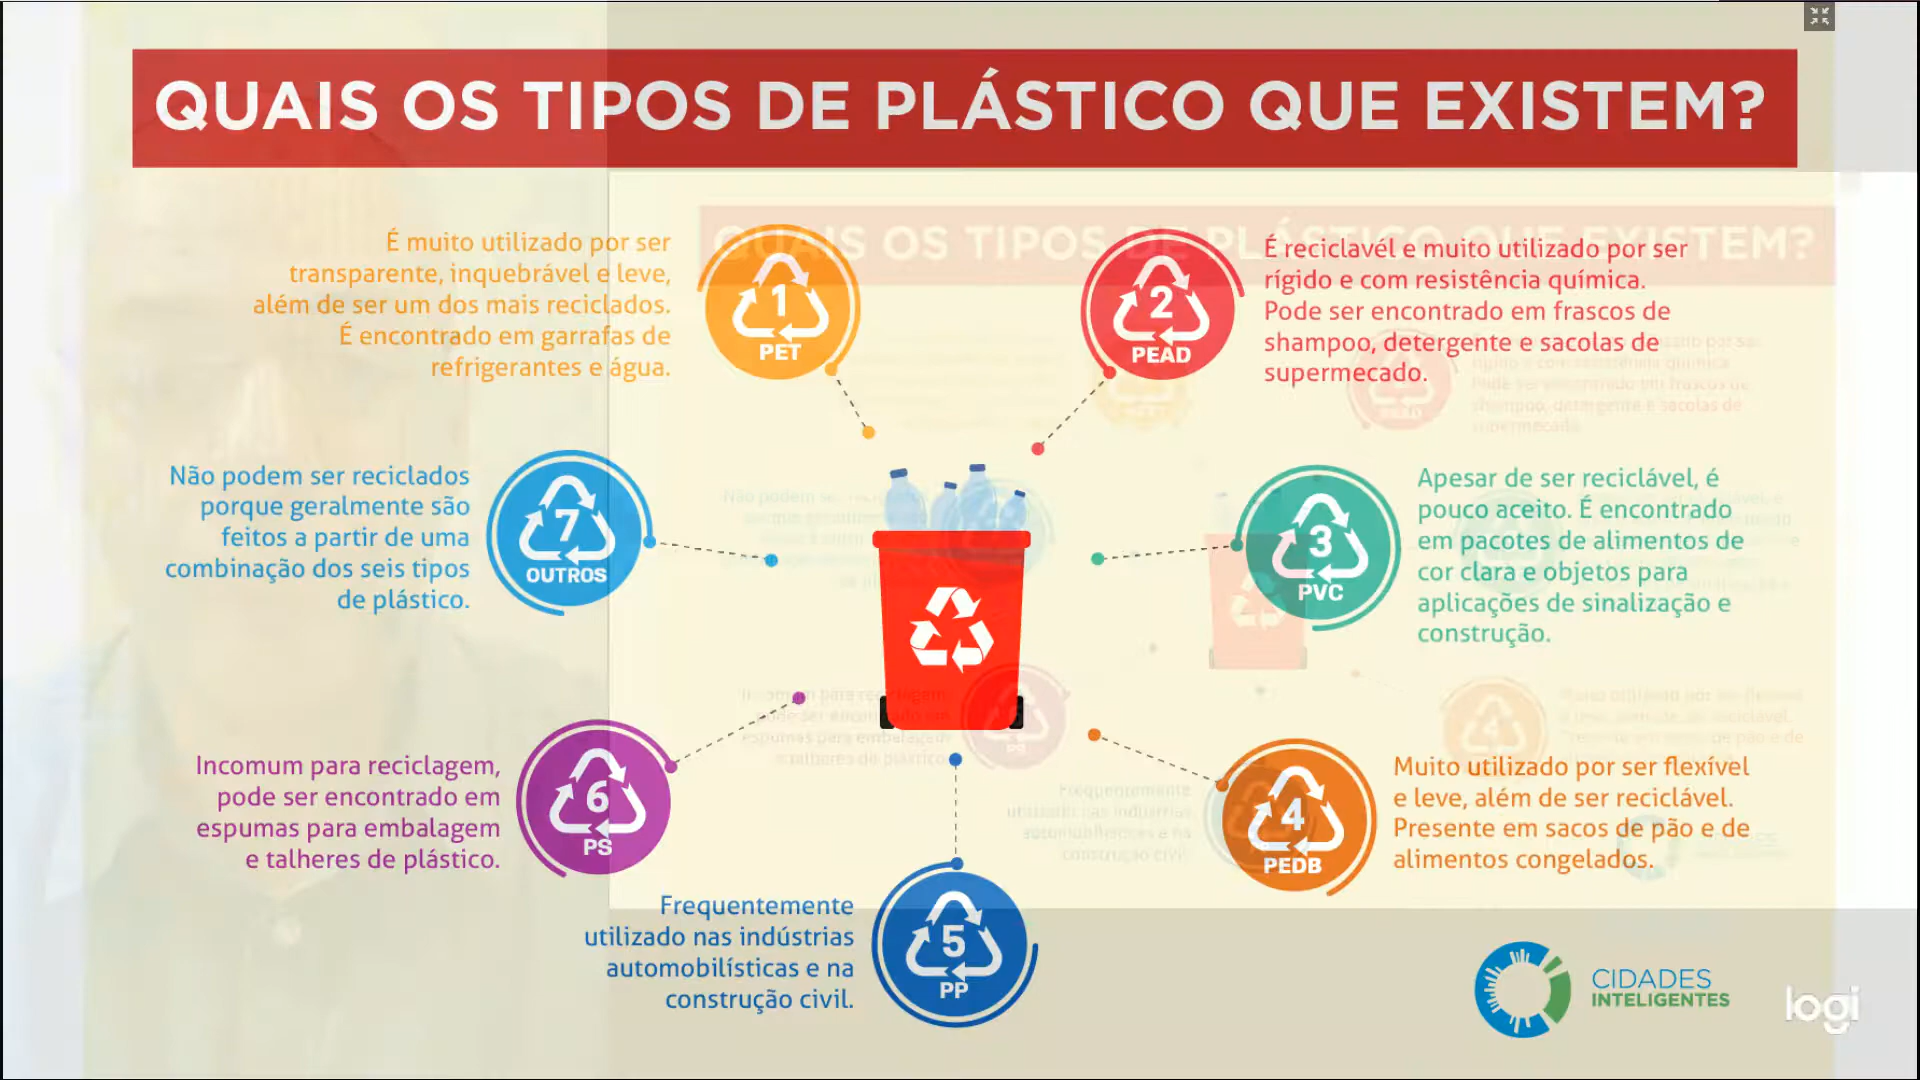 QUAIS OS TIPOS DE PLÁSTICO QUE EXISTEM?
É muito utilizado por ser
transparente, inquebrável e leve,
além de ser um dos mais reciclados.
É encontrado em garrafas de
refrigerantes e água.
1
PET
2
PEAD
É reciclavél e muito utilizado por ser
rígido e com resistência química.
Pode ser encontrado em frascos de
shampoo, detergente e sacolas de
supermecado.
Não podem ser reciclados
porque geralmente são
feitos a partir de uma
combinação dos seis tipos
de plástico.
7
OUTROS
3
PVC
Apesar de ser reciclável, é
pouco aceito. É encontrado
em pacotes de alimentos de
cor clara e objetos para
aplicações de sinalização e
construção.
Incomum para reciclagem,
pode ser encontrado em
espumas para embalagem
e talheres de plástico.
6
PS
4
PEDB
Muito utilizado por ser flexível
e leve, além de ser reciclável.
Presente em sacos de pão e de
alimentos congelados.
Frequentemente
utilizado nas indústrias
automobilísticas e na
construção civil.
5
PP
CIDADES
INTELIGENTES
logi